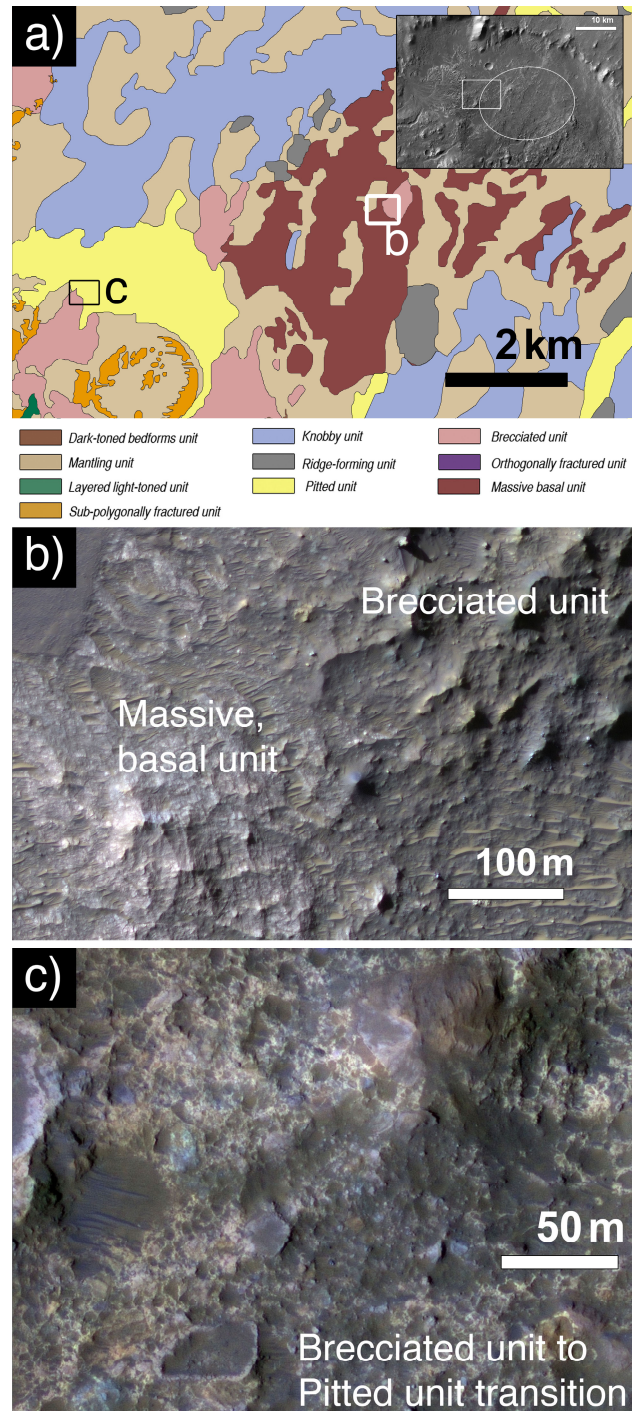 a)
10 km
b
c
2 km
Dark-toned bedforms unit
Mantling unit
Layered light-toned unit
Sub-polygonally fractured unit
Knobby unit
Ridge-forming unit
Pitted unit
Brecciated unit
Orthogonally fractured unit
Massive basal unit
b)
Brecciated unit
Massive,
basal unit
100 m
c)
50 m
Brecciated unit to
Pitted unit transition